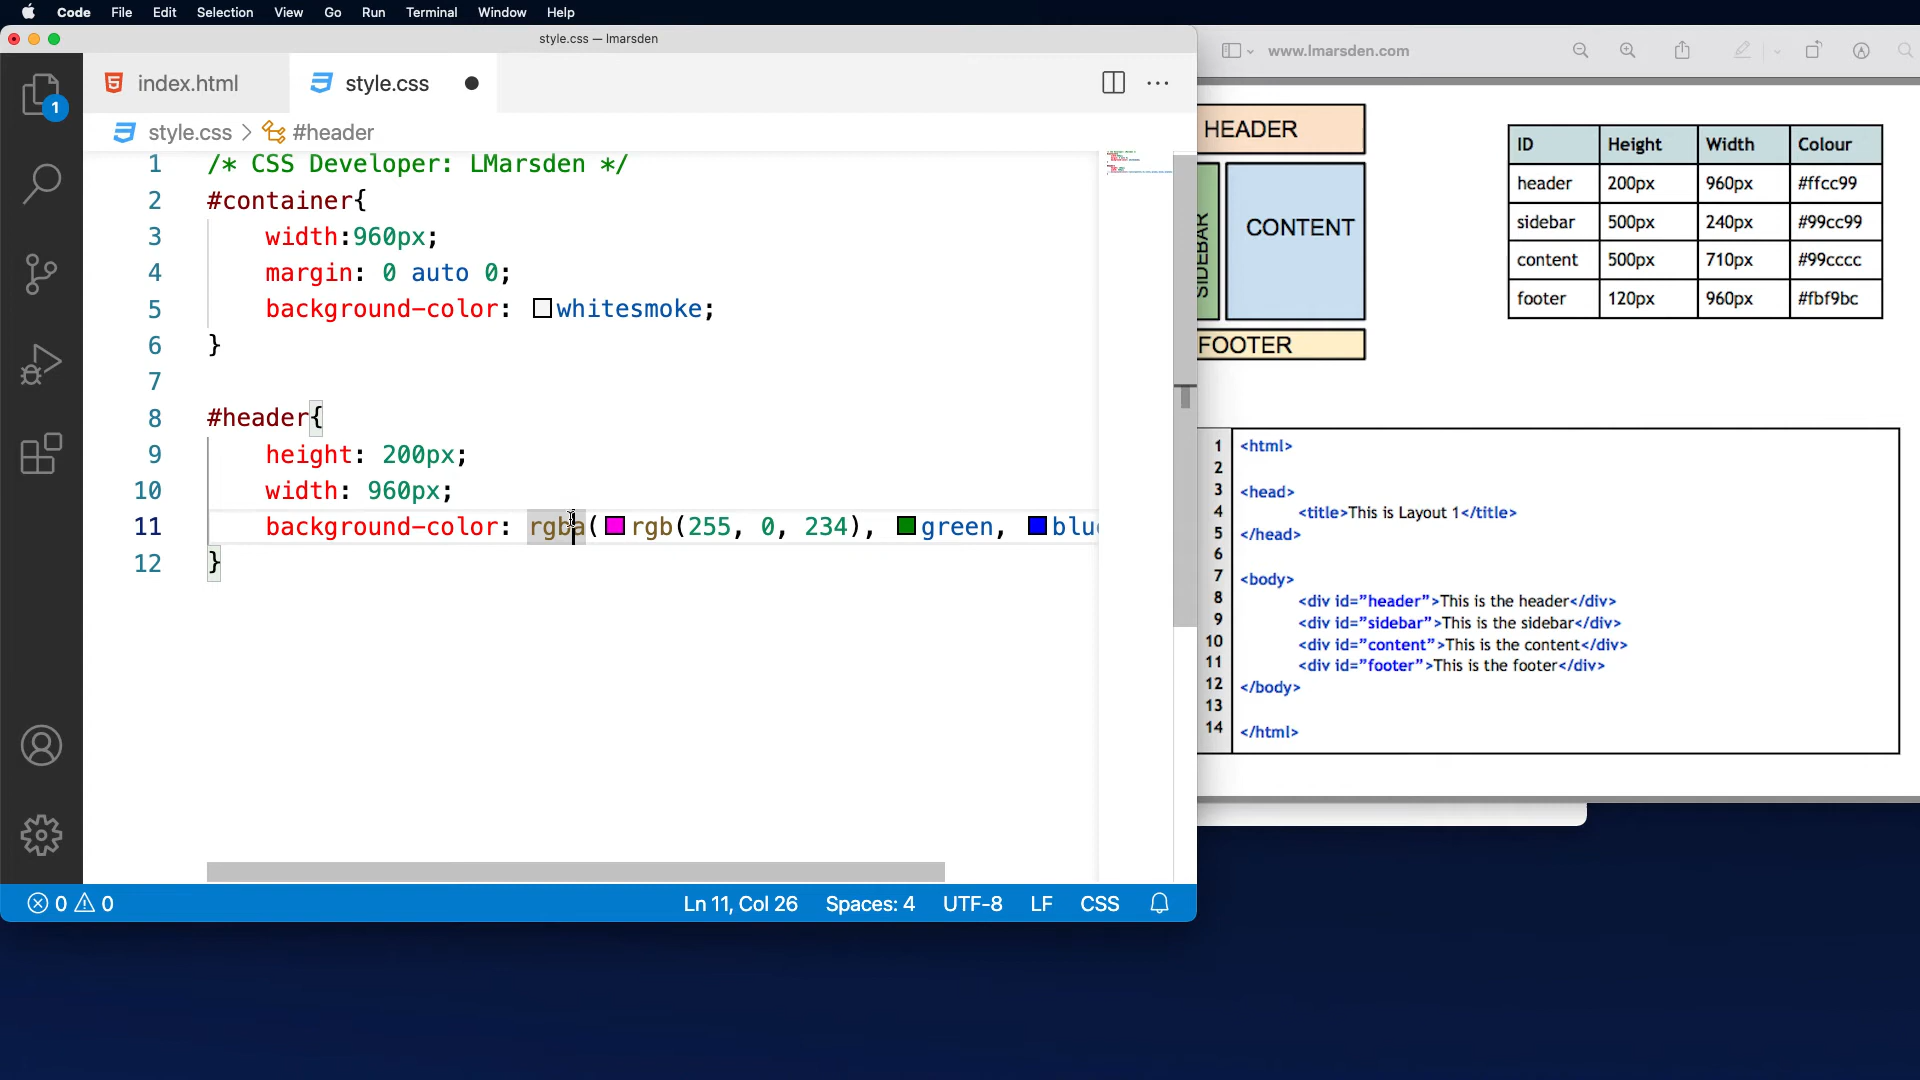 Code File Edit Selection View Go Run Terminal Window Help
style.css — lmarsden
index.html
style.css
1
style.css > #header
1 /* CSS Developer: LMarsden */
2 #container{
3 width:960px;
4 margin: 0 auto 0;
5 background-color: whitesmoke;
6 }
7
8 #header{
9 height: 200px;
10 width: 960px;
11 background-color: rgba(rgb(255, 0, 234), green, blu
12 }
0 0
Ln 11, Col 26 Spaces: 4 UTF-8 LF CSS
www.lmarsden.com
HEADER
SIDEBAR
CONTENT
FOOTER
ID Height Width Colour
header 200px 960px #ffcc99
sidebar 500px 240px #99cc99
content 500px 710px #99cccc
footer 120px 960px #fbf9bc
1 <html>
2
3 <head>
4 <title>This is Layout 1</title>
5 </head>
6
7 <body>
8 <div id="header">This is the header</div>
9 <div id="sidebar">This is the sidebar</div>
10 <div id="content">This is the content</div>
11 <div id="footer">This is the footer</div>
12 </body>
13
14 </html>